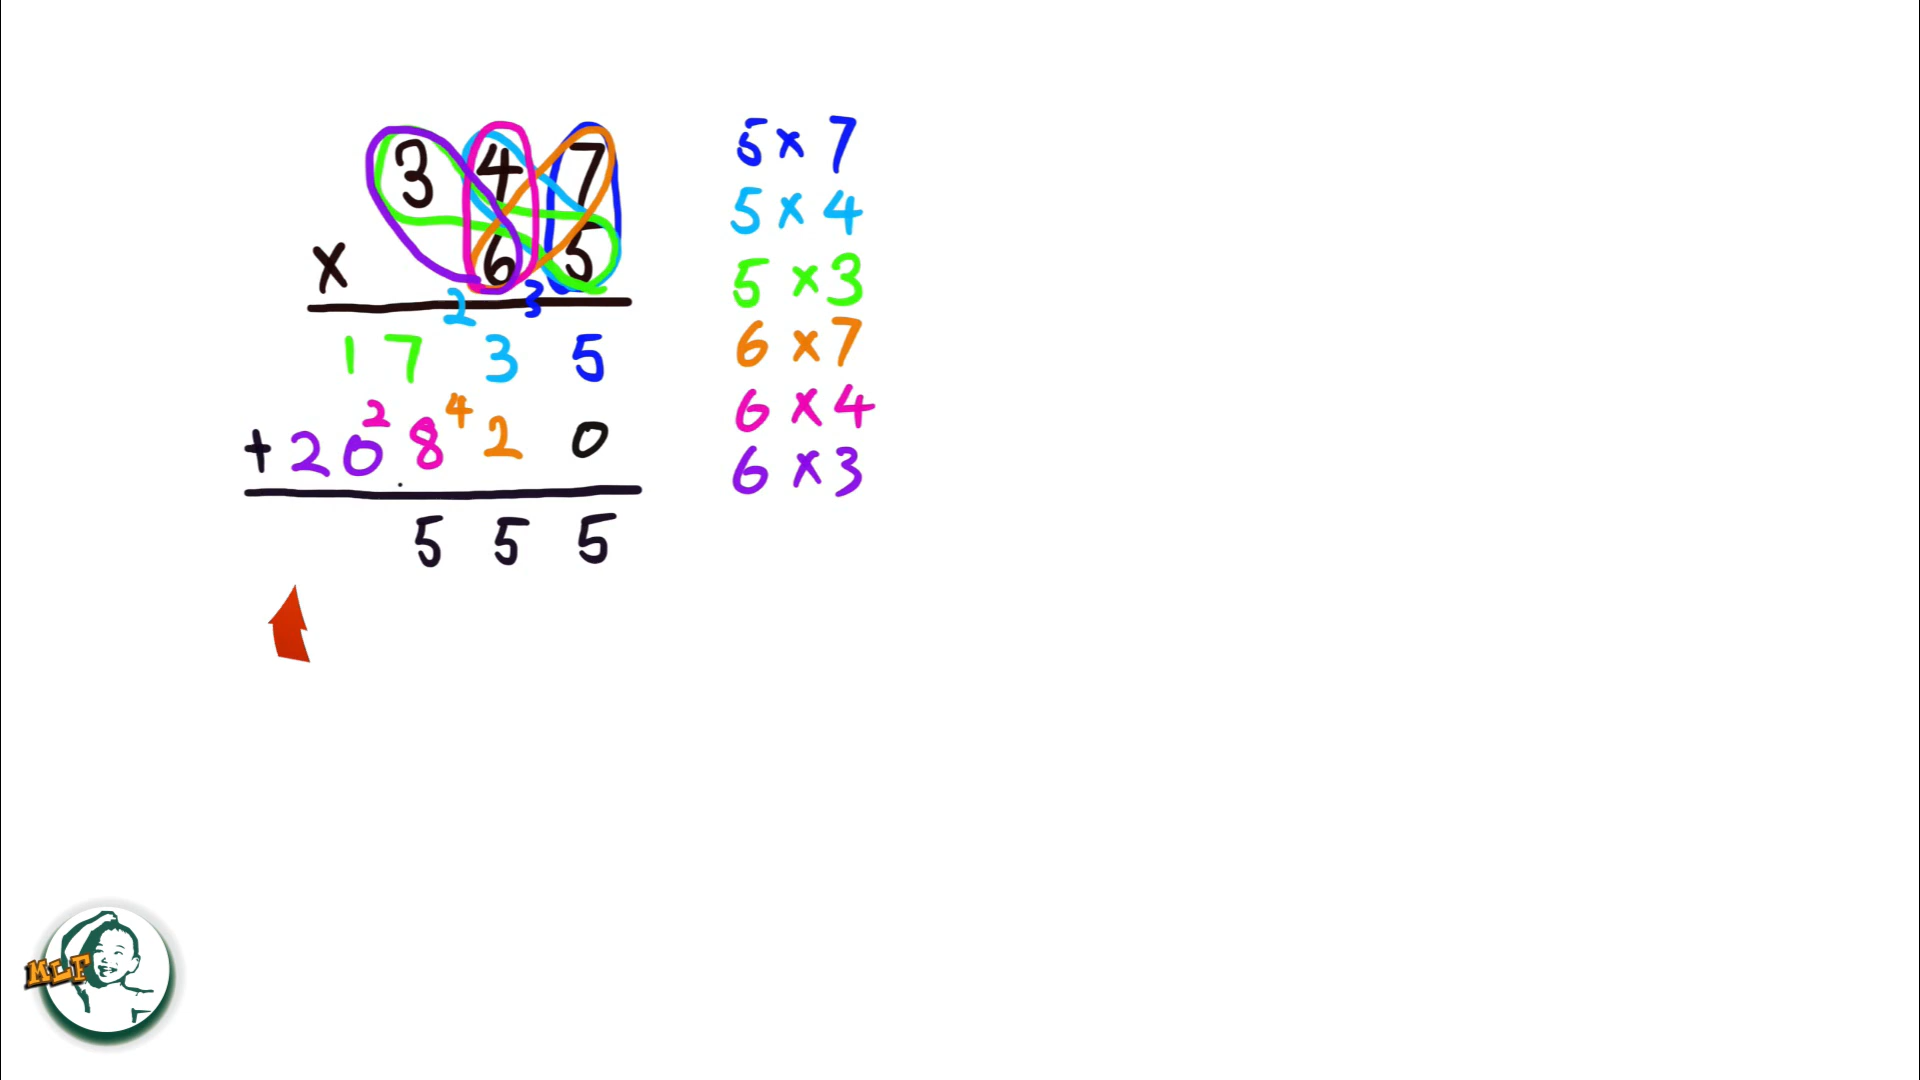 3 4 7
x 6 5
2 3
1 7 3 5
2 4
+ 2 0 8 2 0
5 5 5
5 x 7
5 x 4
5 x 3
6 x 7
6 x 4
6 x 3
MLF